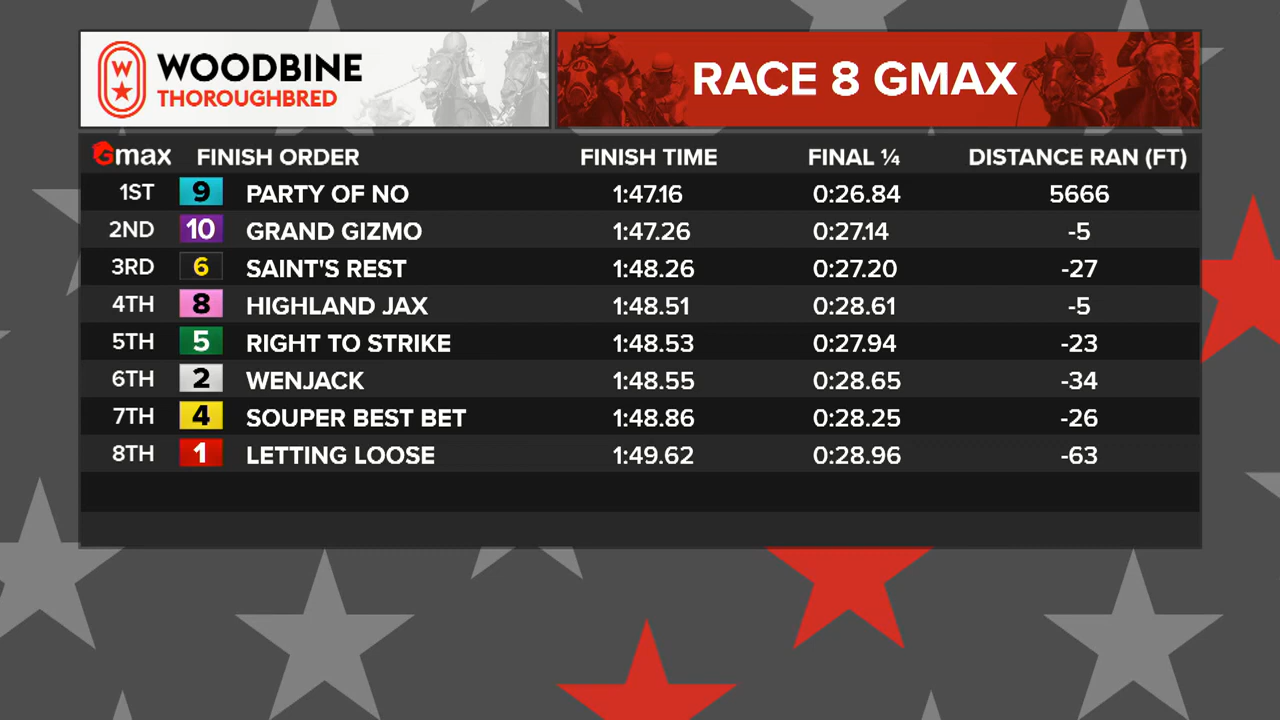 W
WOODBINE
THOROUGHBRED
RACE 8 GMAX
Gmax FINISH ORDER FINISH TIME FINAL ¼ DISTANCE RAN (FT)
1ST 9 PARTY OF NO 1:47.16 0:26.84 5666
2ND 10 GRAND GIZMO 1:47.26 0:27.14 -5
3RD 6 SAINT'S REST 1:48.26 0:27.20 -27
4TH 8 HIGHLAND JAX 1:48.51 0:28.61 -5
5TH 5 RIGHT TO STRIKE 1:48.53 0:27.94 -23
6TH 2 WENJACK 1:48.55 0:28.65 -34
7TH 4 SOUPER BEST BET 1:48.86 0:28.25 -26
8TH 1 LETTING LOOSE 1:49.62 0:28.96 -63